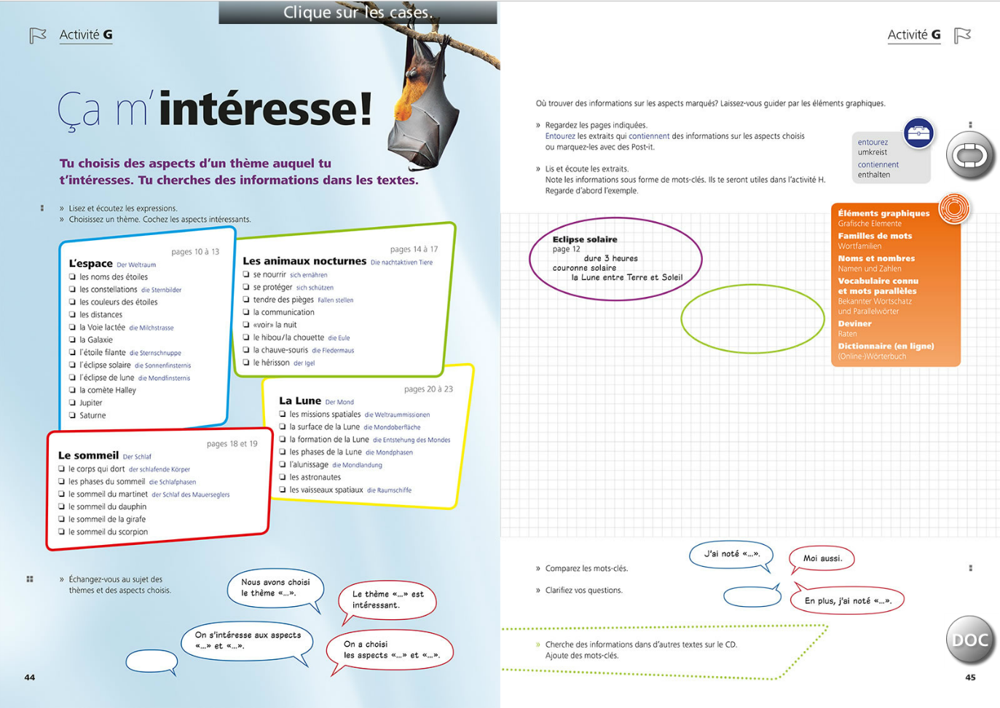 Clique sur les cases.
Activité G
Ça m'intéresse!
Tu choisis des aspects d'un thème auquel tu
t'intéresses. Tu cherches des informations dans les textes.
» Lisez et écoutez les expressions.
» Choisissez un thème. Cochez les aspects intéressants.
pages 10 à 13
L'espace Der Weltraum
les noms des étoiles
les constellations die Sternbilder
les couleurs des étoiles
les distances
la Voie lactée die Milchstrasse
la Galaxie
l'étoile filante die Sternschnuppe
l'éclipse solaire die Sonnenfinsternis
l'éclipse de lune die Mondfinsternis
la comète Halley
Jupiter
Saturne
pages 14 à 17
Les animaux nocturnes Die nachtaktiven Tiere
se nourrir sich ernähren
se protéger sich schützen
tendre des pièges Fallen stellen
la communication
«voir» la nuit
le hibou/la chouette die Eule
la chauve-souris die Fledermaus
le hérisson der Igel
pages 20 à 23
La Lune Der Mond
les missions spatiales die Weltraummissionen
la surface de la Lune die Mondoberfläche
la formation de la Lune die Entstehung des Mondes
les phases de la Lune die Mondphasen
l'alunissage die Mondlandung
les astronautes
les vaisseaux spatiaux die Raumschiffe
pages 18 et 19
Le sommeil Der Schlaf
le corps qui dort der schlafende Körper
les phases du sommeil die Schlafphasen
le sommeil du martinet der Schlaf des Mauerseglers
le sommeil du dauphin
le sommeil de la girafe
le sommeil du scorpion
» Échangez-vous au sujet des
thèmes et des aspects choisis.
Nous avons choisi
le thème «...».
Le thème «...» est
intéressant.
On s'intéresse aux aspects
«...» et «...».
On a choisi
les aspects «...» et «...».
44
Activité G
Où trouver des informations sur les aspects marqués? Laissez-vous guider par les éléments graphiques.
» Regardez les pages indiquées.
Entourez les extraits qui contiennent des informations sur les aspects choisis
ou marquez-les avec des Post-it.
» Lis et écoute les extraits.
Note les informations sous forme de mots-clés. Ils te seront utiles dans l'activité H.
Regarde d'abord l'exemple.
entourez
umkreist
contiennent
enthalten
Éléments graphiques
Grafische Elemente
Familles de mots
Wortfamilien
Noms et nombres
Namen und Zahlen
Vocabulaire connu
et mots parallèles
Bekannter Wortschatz
und Parallelwörter
Deviner
Raten
Dictionnaire (en ligne)
(Online-)Wörterbuch
Eclipse solaire
page 12
dure 3 heures
couronne solaire
la Lune entre Terre et Soleil
» Comparez les mots-clés.
» Clarifiez vos questions.
J'ai noté «...».
Moi aussi.
En plus, j'ai noté «...».
» Cherche des informations dans d'autres textes sur le CD.
Ajoute des mots-clés.
DOC
45